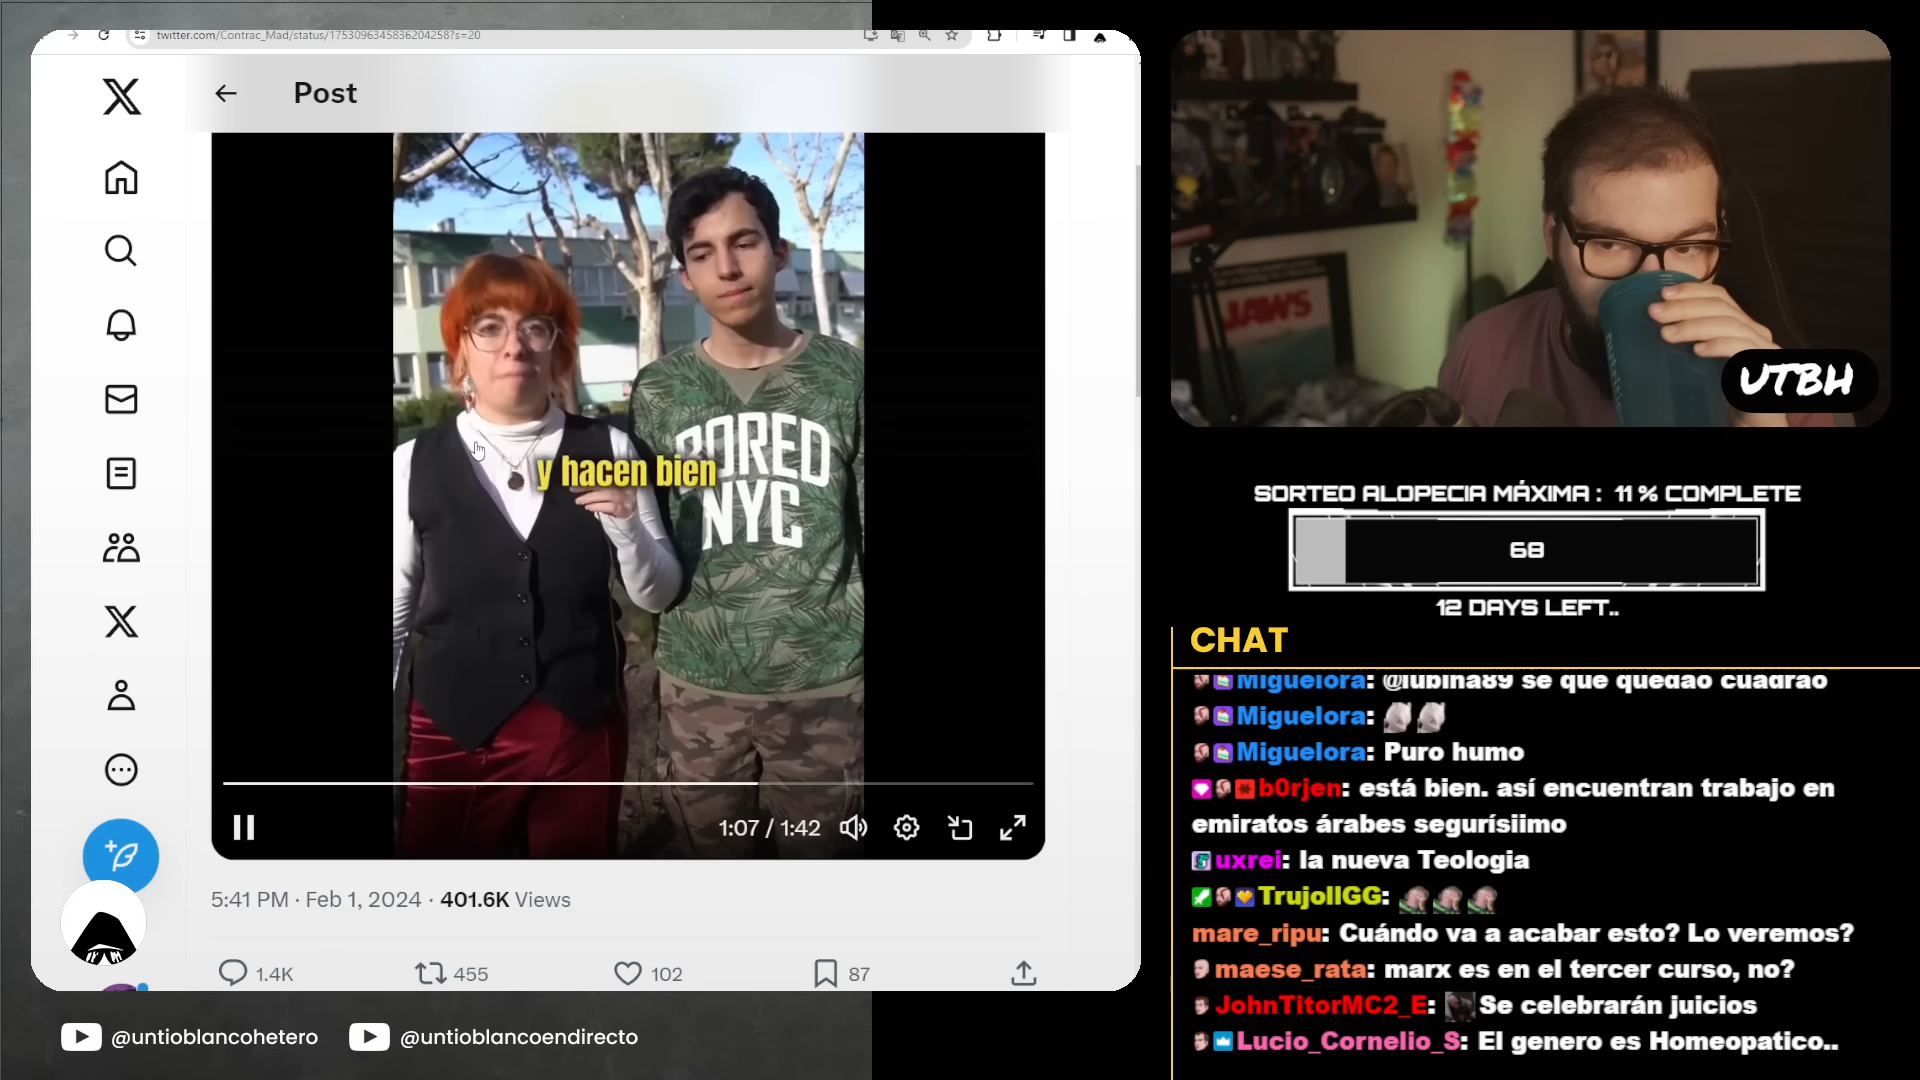 twitter.com/Contrac_Mad/status/1753096345836204258?s=20
Post
y hacen bien
BORED
NYC
1:07 / 1:42
5:41 PM · Feb 1, 2024 · 401.6K Views
1.4K
455
102
87
@untioblancohetero
@untioblancoendirecto
JAWS
UTBH
SORTEO ALOPECIA MÁXIMA : 11 % COMPLETE
68
12 DAYS LEFT..
CHAT
Miguelora: @lubina89 se que quedao cuadrao
Miguelora:
Miguelora: Puro humo
b0rjen: está bien. así encuentran trabajo en
emiratos árabes segurísiimo
uxrei: la nueva Teologia
TrujollGG:
mare_ripu: Cuándo va a acabar esto? Lo veremos?
maese_rata: marx es en el tercer curso, no?
JohnTitorMC2_E: Se celebrarán juicios
Lucio_Cornelio_S: El genero es Homeopatico..